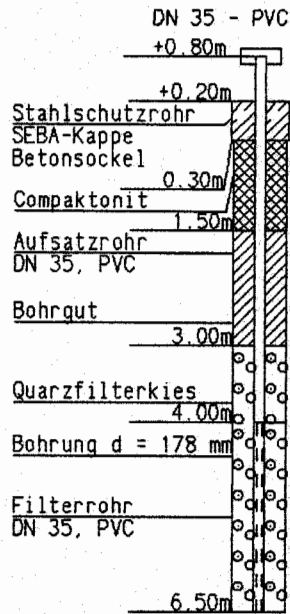 DN 35 - PVC
+0.80m
+0.20m
Stahlschutzrohr
SEBA-Kappe
Betonsockel
0.30m
Compaktonit
1.50m
Aufsatzrohr
DN 35, PVC
Bohrgut
3.00m
Quarzfilterkies
4.00m
Bohrung d = 178 mm
Filterrohr
DN 35, PVC
6.50m